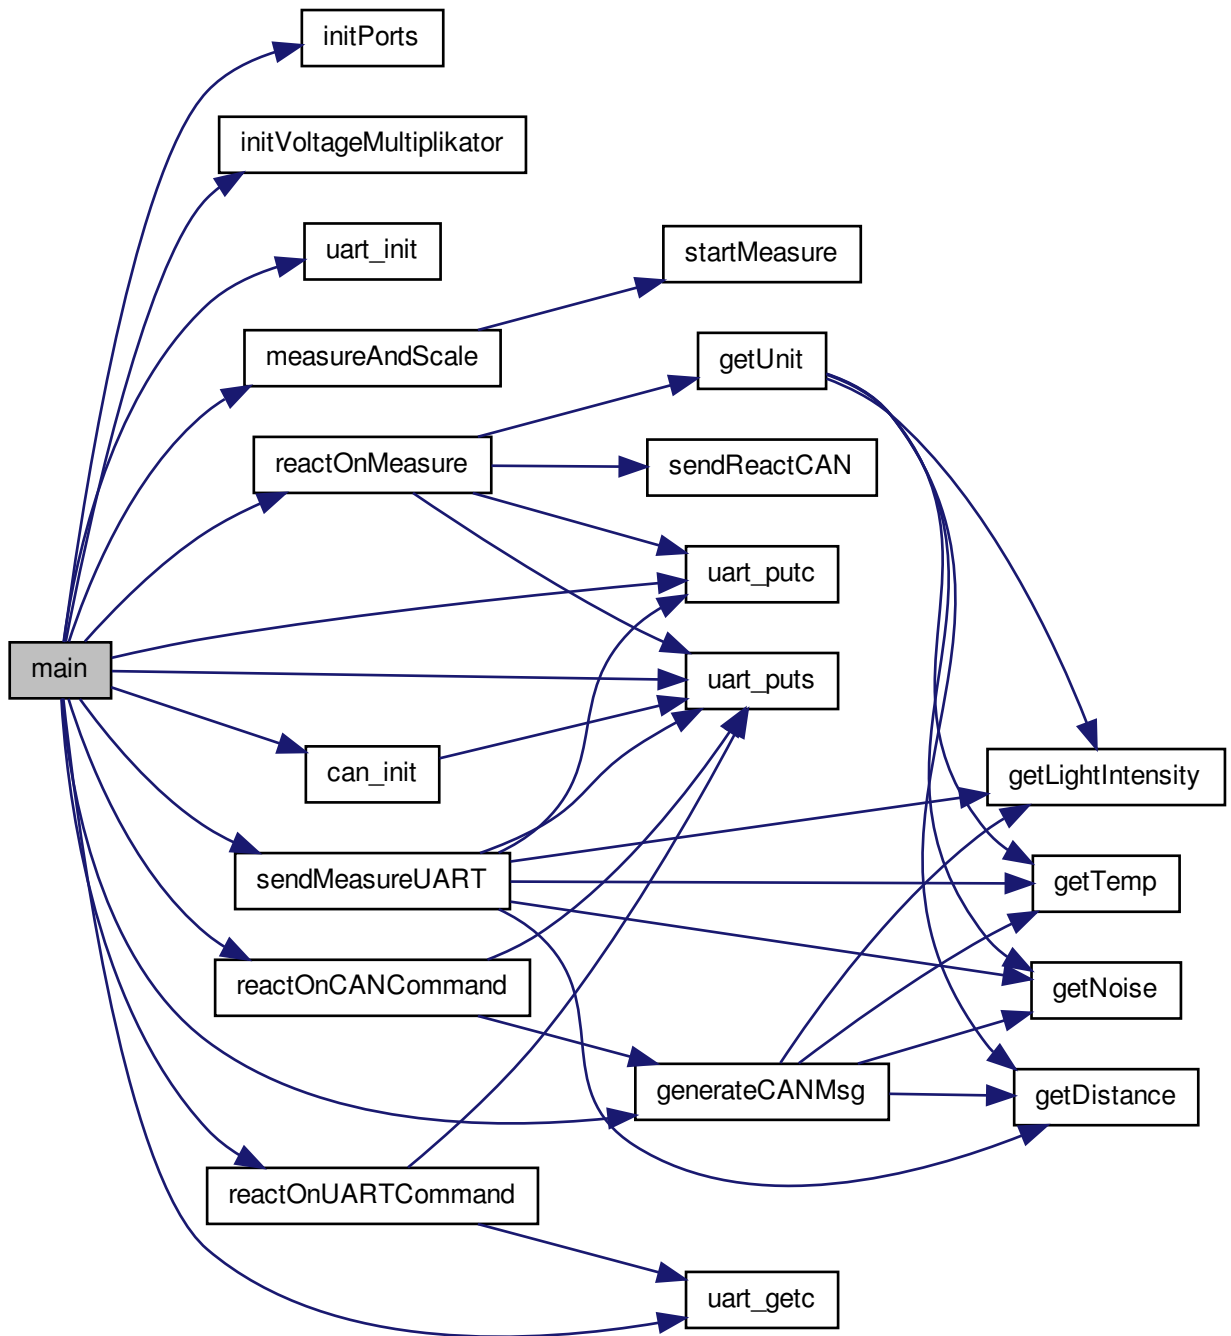 initPorts
initVoltageMultiplikator
uart_init
startMeasure
measureAndScale
getUnit
reactOnMeasure
sendReactCAN
uart_putc
main
uart_puts
can_init
getLightIntensity
sendMeasureUART
getTemp
reactOnCANCommand
getNoise
generateCANMsg
getDistance
reactOnUARTCommand
uart_getc